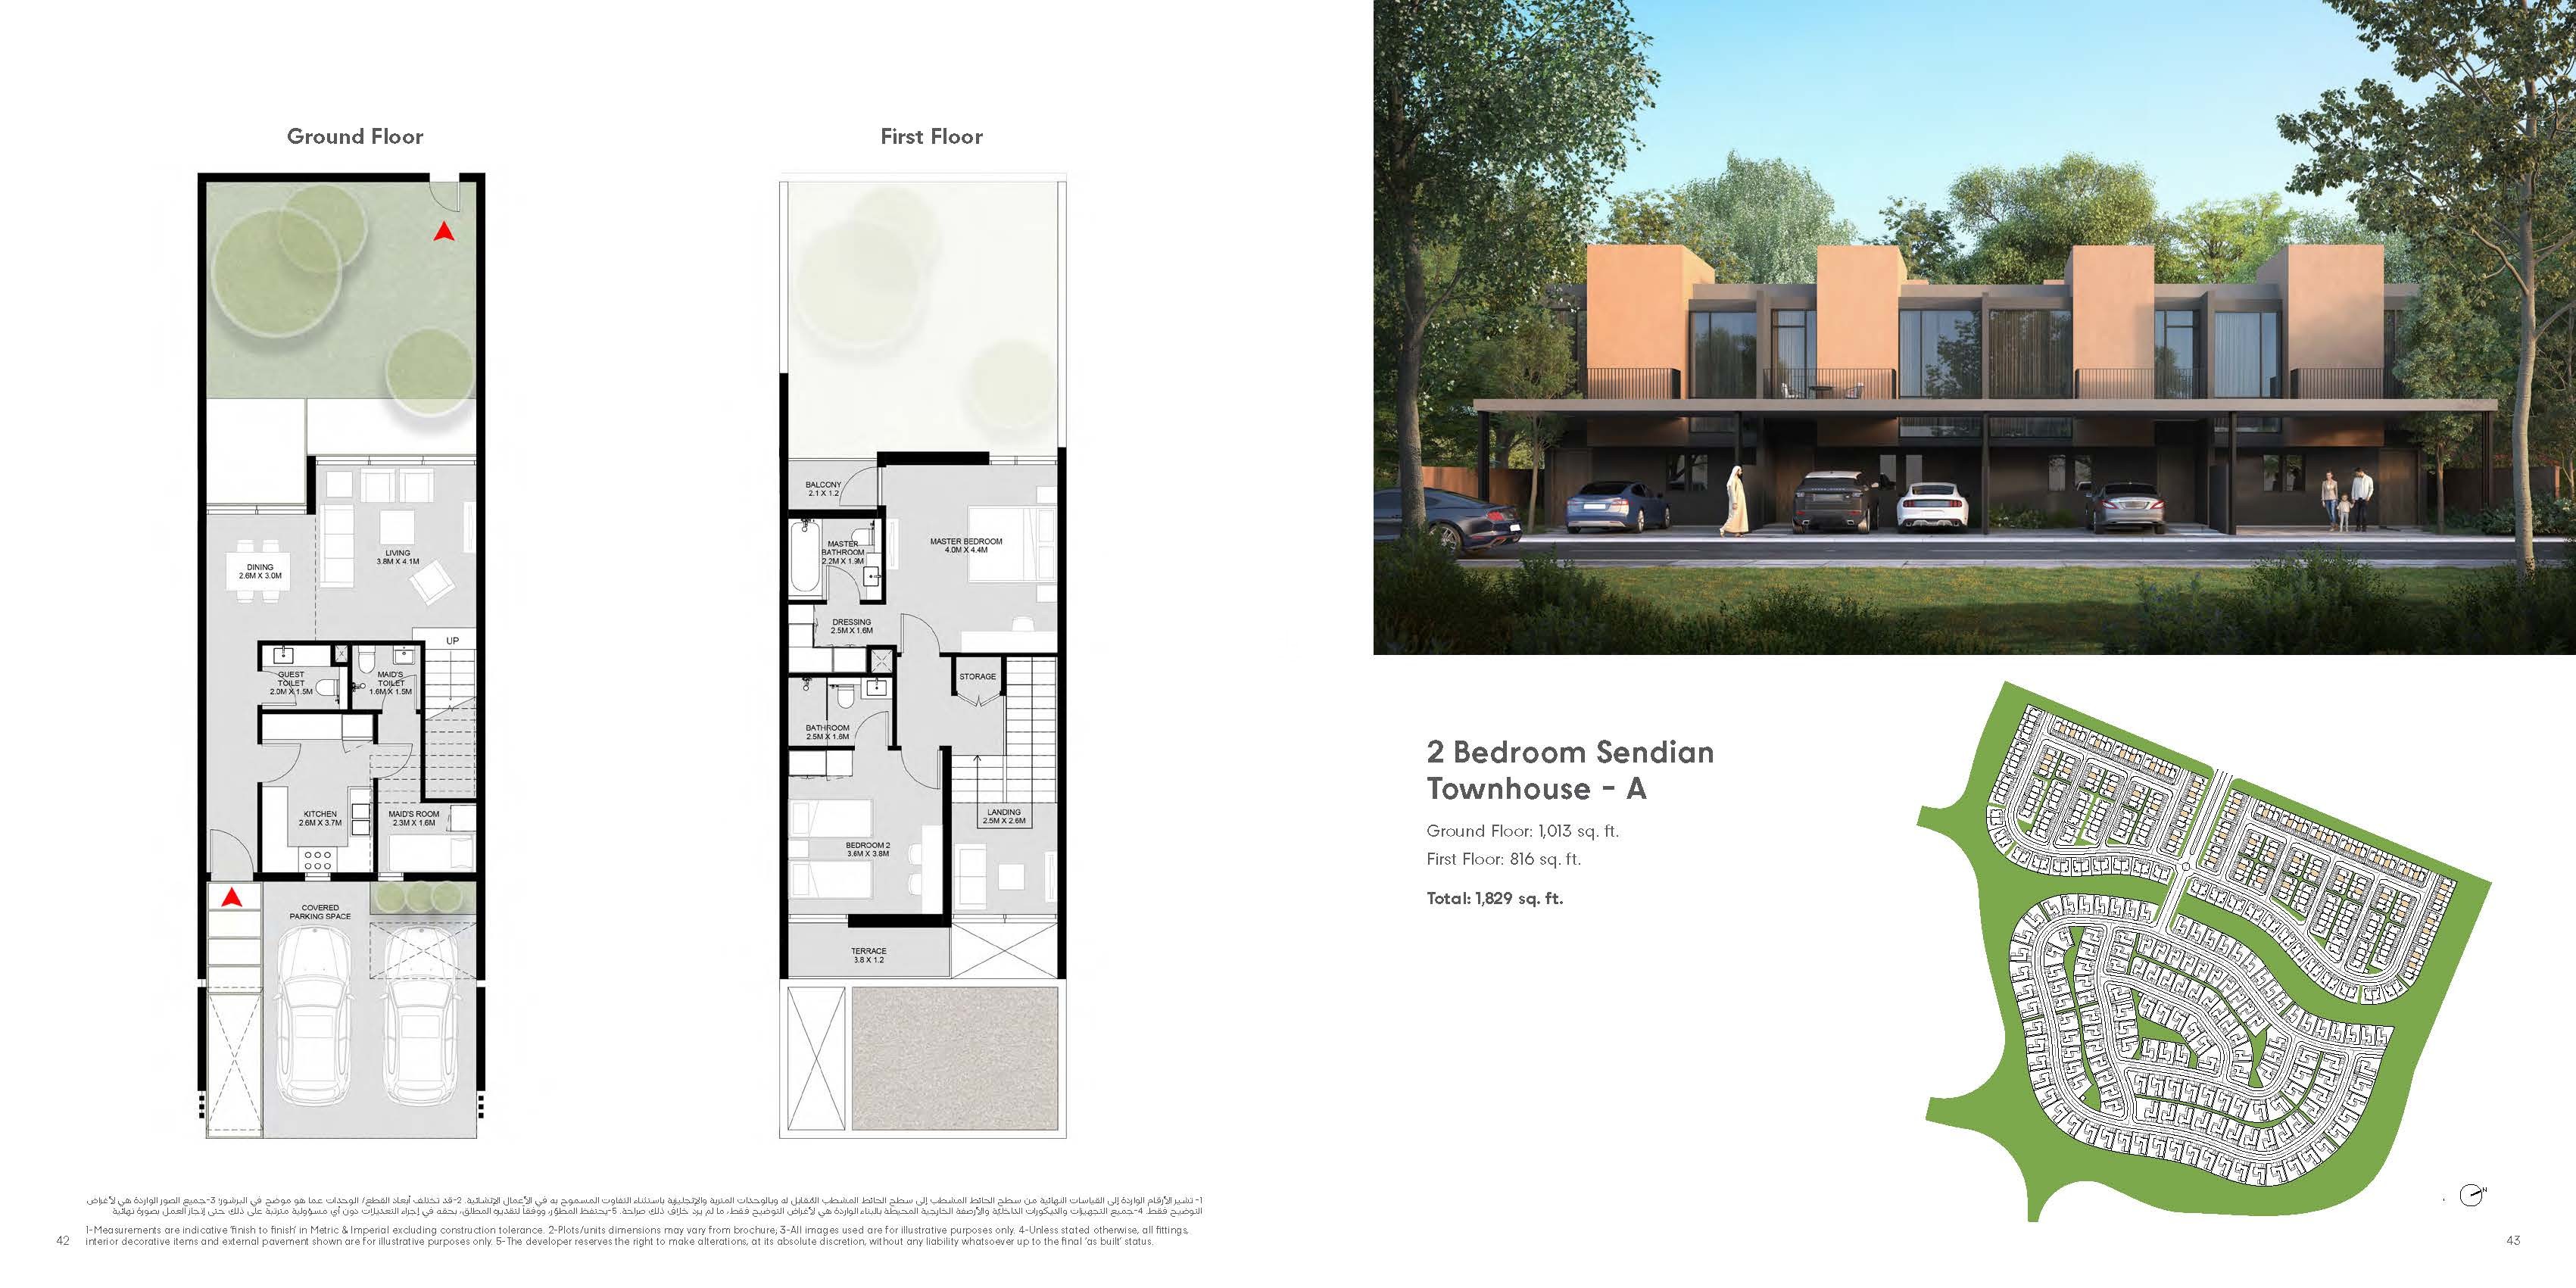 Ground Floor
First Floor
LIVING
3.8M X 4.1M
DINING
2.6M X 3.0M
UP
GUEST
TOILET
2.0M X 1.5M
MAID'S
TOILET
1.6M X 1.5M
KITCHEN
2.6M X 3.7M
MAID'S ROOM
2.3M X 1.6M
COVERED
PARKING SPACE
BALCONY
2.1 X 1.2
MASTER
BATHROOM
2.2M X 1.9M
MASTER BEDROOM
4.0M X 4.4M
DRESSING
2.5M X 1.6M
STORAGE
BATHROOM
2.5M X 1.6M
LANDING
2.5M X 2.6M
BEDROOM 2
3.6M X 3.8M
TERRACE
3.8 X 1.2
2 Bedroom Sendian
Townhouse - A
Ground Floor: 1,013 sq. ft.
First Floor: 816 sq. ft.
Total: 1,829 sq. ft.
N
1- تشير الأرقام الواردة إلى القياسات النهائية من سطح الحائط المشطب إلى سطح الحائط المشطب المُقابل له وبالوحدات المترية والإنجليزية باستثناء التفاوت المسموح به في الأعمال الإنشائية. 2-قد تختلف أبعاد القطع/ الوحدات عما هو موضح في البرشور؛ 3-جميع الصور الواردة هي لأغراض
التوضيح فقط. 4-جميع التجهيزات والديكورات الداخلية والأرصفة الخارجية المحيطة بالبناء الواردة هي لأغراض التوضيح فقط، ما لم يرد خلاف ذلك صراحة. 5-يحتفظ المطوّر، ووفقاً لتقديره المطلق، بحقه في إجراء التعديلات دون أي مسؤولية مترتبة على ذلك حتى إنجاز العمل بصورة نهائية
1-Measurements are indicative 'finish to finish' in Metric & Imperial excluding construction tolerance. 2-Plots/units dimensions may vary from brochure; 3-All images used are for illustrative purposes only. 4-Unless stated otherwise, all fittings,
interior decorative items and external pavement shown are for illustrative purposes only. 5-The developer reserves the right to make alterations, at its absolute discretion, without any liability whatsoever up to the final 'as built' status.
42
43